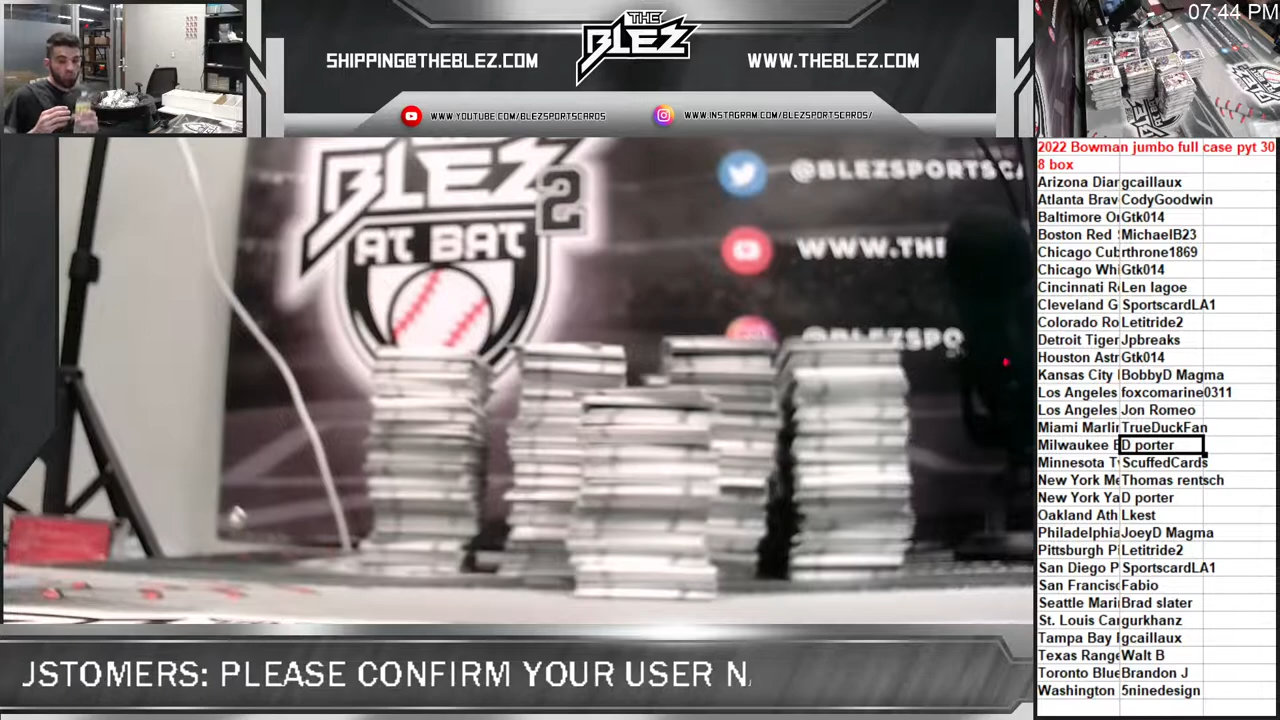 07:44 PM
THE
BLEZ
SHIPPING@THEBLEZ.COM
WWW.THEBLEZ.COM
WWW.YOUTUBE.COM/BLEZSPORTSCARDS
WWW.INSTAGRAM.COM/BLEZSPORTSCARDS/
BLEZ 2
AT BAT
@BLEZSPORTSCA
WWW.THE
@BLEZSPO
2022 Bowman jumbo full case pyt 30
8 box
Arizona Diar gcaillaux
Atlanta Brav CodyGoodwin
Baltimore Or Gtk014
Boston Red MichaelB23
Chicago Cub rthrone1869
Chicago Whi Gtk014
Cincinnati R Len lagoe
Cleveland G SportscardLA1
Colorado Ro Letitride2
Detroit Tiger Jpbreaks
Houston Astr Gtk014
Kansas City BobbyD Magma
Los Angeles foxcomarine0311
Los Angeles Jon Romeo
Miami Marlin TrueDuckFan
Milwaukee B D porter
Minnesota Tw ScuffedCards
New York Me Thomas rentsch
New York Ya D porter
Oakland Ath Lkest
Philadelphia JoeyD Magma
Pittsburgh Pi Letitride2
San Diego P SportscardLA1
San Francisc Fabio
Seattle Mari Brad slater
St. Louis Car gurkhanz
Tampa Bay gcaillaux
Texas Range Walt B
Toronto Blue Brandon J
Washington 5ninedesign
JSTOMERS: PLEASE CONFIRM YOUR USER N